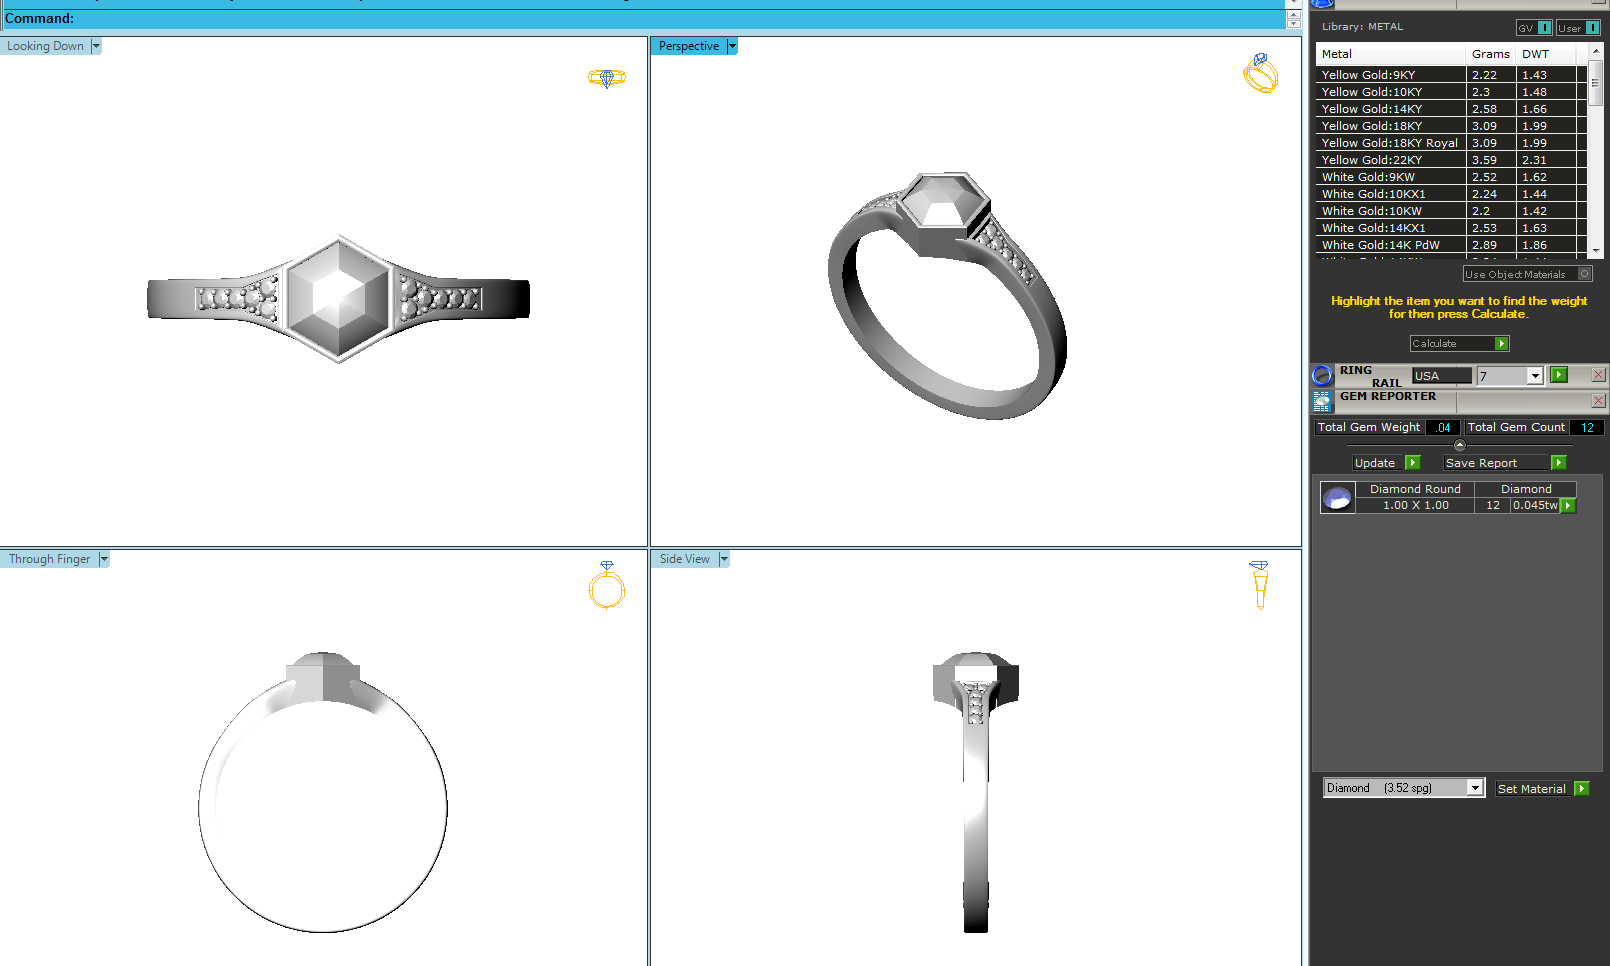 Command:
Looking Down
Perspective
Through Finger
Side View
Library: METAL
GV I User I
Metal Grams DWT
Yellow Gold:9KY 2.22 1.43
Yellow Gold:10KY 2.3 1.48
Yellow Gold:14KY 2.58 1.66
Yellow Gold:18KY 3.09 1.99
Yellow Gold:18KY Royal 3.09 1.99
Yellow Gold:22KY 3.59 2.31
White Gold:9KW 2.52 1.62
White Gold:10KX1 2.24 1.44
White Gold:10KW 2.2 1.42
White Gold:14KX1 2.53 1.63
White Gold:14K PdW 2.89 1.86
Use Object Materials O
Highlight the item you want to find the weight
for then press Calculate.
Calculate
RING
RAIL USA 7
GEM REPORTER
Total Gem Weight .04 Total Gem Count 12
Update Save Report
Diamond Round Diamond
1.00 X 1.00 12 0.045tw
Diamond (3.52 spg) Set Material